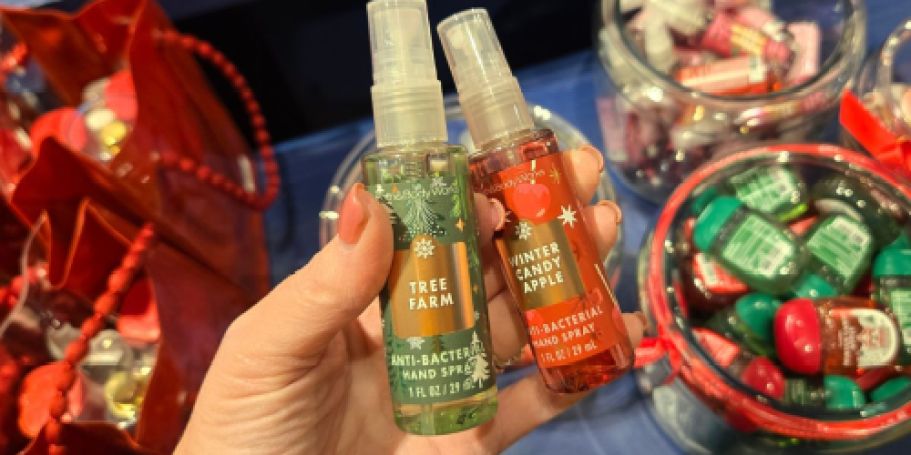 TREE
FARM
ANTI-BACTERIAL
HAND SPRAY
1 FL OZ / 29 mL
WINTER
CANDY
APPLE
ANTI-BACTERIAL
HAND SPRAY
1 FL OZ / 29 mL